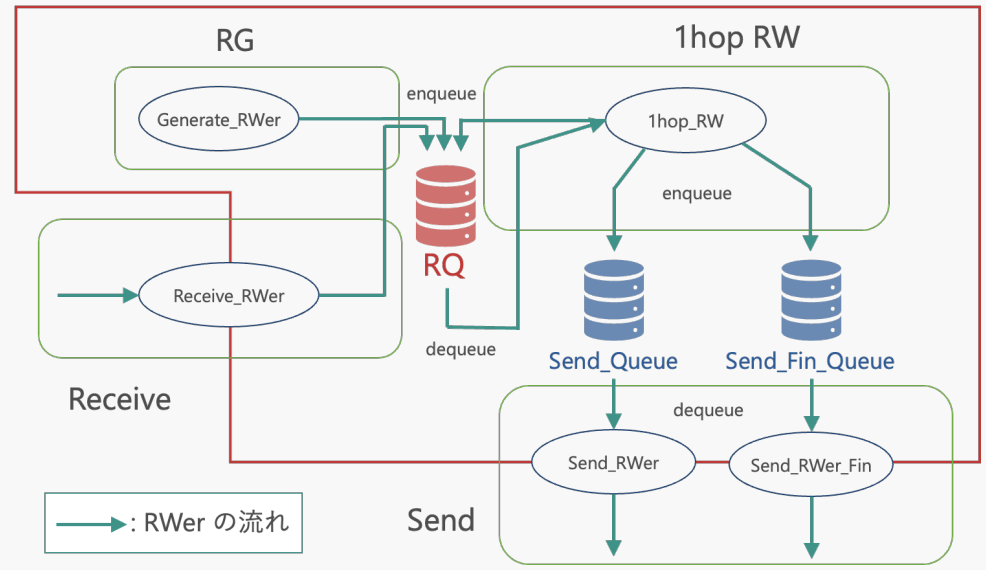 RG
1hop RW
enqueue
Generate_RWer
1hop_RW
enqueue
RQ
Receive_RWer
dequeue
Send_Queue
Send_Fin_Queue
Receive
dequeue
Send_RWer
Send_RWer_Fin
Send
: RWer の流れ